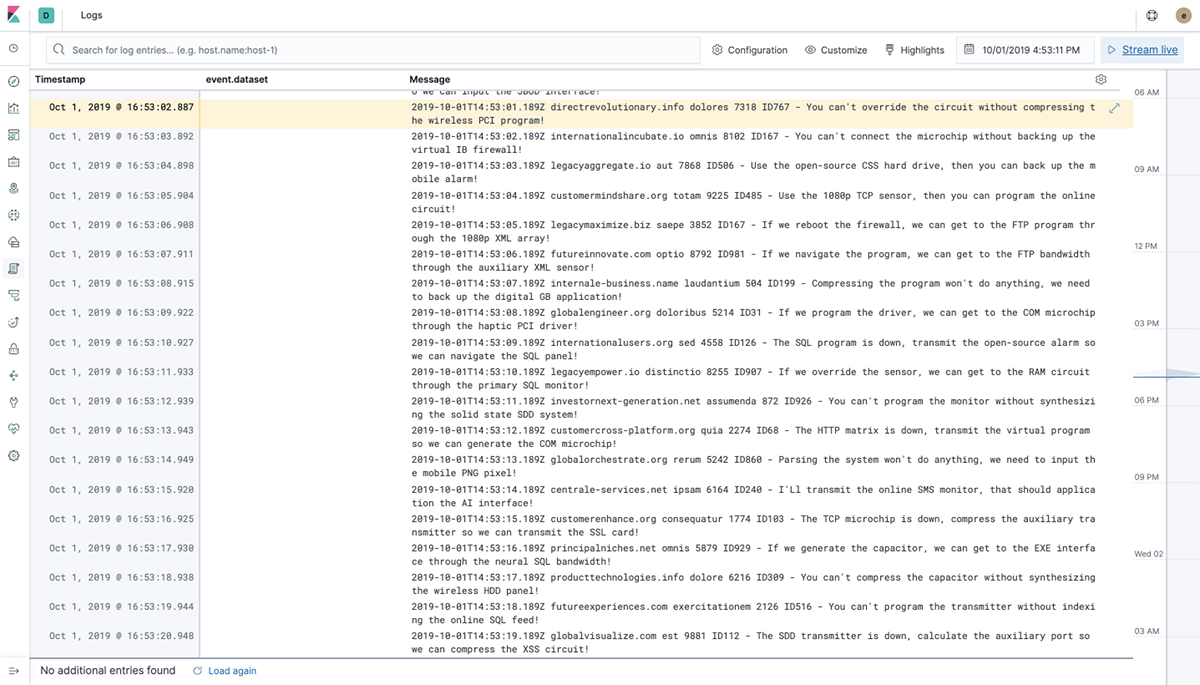 D
Logs
e
Search for log entries... (e.g. host.name:host-1)
Configuration
Customize
Highlights
10/01/2019 4:53:11 PM
Stream live
Timestamp
event.dataset
Message
o we can input the JBOD interface!
Oct 1, 2019 @ 16:53:02.887
2019-10-01T14:53:01.189Z directrevolutionary.info dolores 7318 ID767 - You can't override the circuit without compressing t
he wireless PCI program!
Oct 1, 2019 @ 16:53:03.892
2019-10-01T14:53:02.189Z internationalincubate.io omnis 8102 ID167 - You can't connect the microchip without backing up the
virtual IB firewall!
Oct 1, 2019 @ 16:53:04.898
2019-10-01T14:53:03.189Z legacyaggregate.io aut 7868 ID506 - Use the open-source CSS hard drive, then you can back up the m
obile alarm!
Oct 1, 2019 @ 16:53:05.904
2019-10-01T14:53:04.189Z customermindshare.org totam 9225 ID485 - Use the 1080p TCP sensor, then you can program the online
circuit!
Oct 1, 2019 @ 16:53:06.908
2019-10-01T14:53:05.189Z legacymaximize.biz saepe 3852 ID167 - If we reboot the firewall, we can get to the FTP program thr
ough the 1080p XML array!
Oct 1, 2019 @ 16:53:07.911
2019-10-01T14:53:06.189Z futureinnovate.com optio 8792 ID981 - If we navigate the program, we can get to the FTP bandwidth
through the auxiliary XML sensor!
Oct 1, 2019 @ 16:53:08.915
2019-10-01T14:53:07.189Z internale-business.name laudantium 504 ID199 - Compressing the program won't do anything, we need
to back up the digital GB application!
Oct 1, 2019 @ 16:53:09.922
2019-10-01T14:53:08.189Z globalengineer.org doloribus 5214 ID31 - If we program the driver, we can get to the COM microchip
through the haptic PCI driver!
Oct 1, 2019 @ 16:53:10.927
2019-10-01T14:53:09.189Z internationalusers.org sed 4558 ID126 - The SQL program is down, transmit the open-source alarm so
we can navigate the SQL panel!
Oct 1, 2019 @ 16:53:11.933
2019-10-01T14:53:10.189Z legacyempower.io distinctio 8255 ID907 - If we override the sensor, we can get to the RAM circuit
through the primary SQL monitor!
Oct 1, 2019 @ 16:53:12.939
2019-10-01T14:53:11.189Z investornext-generation.net assumenda 872 ID926 - You can't program the monitor without synthesizi
ng the solid state SDD system!
Oct 1, 2019 @ 16:53:13.943
2019-10-01T14:53:12.189Z customercross-platform.org quia 2274 ID68 - The HTTP matrix is down, transmit the virtual program
so we can generate the COM microchip!
Oct 1, 2019 @ 16:53:14.949
2019-10-01T14:53:13.189Z globalorchestrate.org rerum 5242 ID860 - Parsing the system won't do anything, we need to input th
e mobile PNG pixel!
Oct 1, 2019 @ 16:53:15.920
2019-10-01T14:53:14.189Z centrale-services.net ipsam 6164 ID240 - I'Ll transmit the online SMS monitor, that should applica
tion the AI interface!
Oct 1, 2019 @ 16:53:16.925
2019-10-01T14:53:15.189Z customerenhance.org consequatur 1774 ID103 - The TCP microchip is down, compress the auxiliary tra
nsmitter so we can transmit the SSL card!
Oct 1, 2019 @ 16:53:17.930
2019-10-01T14:53:16.189Z principalniches.net omnis 5879 ID929 - If we generate the capacitor, we can get to the EXE interfa
ce through the neural SQL bandwidth!
Oct 1, 2019 @ 16:53:18.938
2019-10-01T14:53:17.189Z producttechnologies.info dolore 6216 ID309 - You can't compress the capacitor without synthesizing
the wireless HDD panel!
Oct 1, 2019 @ 16:53:19.944
2019-10-01T14:53:18.189Z futureexperiences.com exercitationem 2126 ID516 - You can't program the transmitter without indexi
ng the online SQL feed!
Oct 1, 2019 @ 16:53:20.948
2019-10-01T14:53:19.189Z globalvisualize.com est 9881 ID112 - The SDD transmitter is down, calculate the auxiliary port so
we can compress the XSS circuit!
06 AM
09 AM
12 PM
03 PM
06 PM
09 PM
Wed 02
03 AM
No additional entries found
Load again